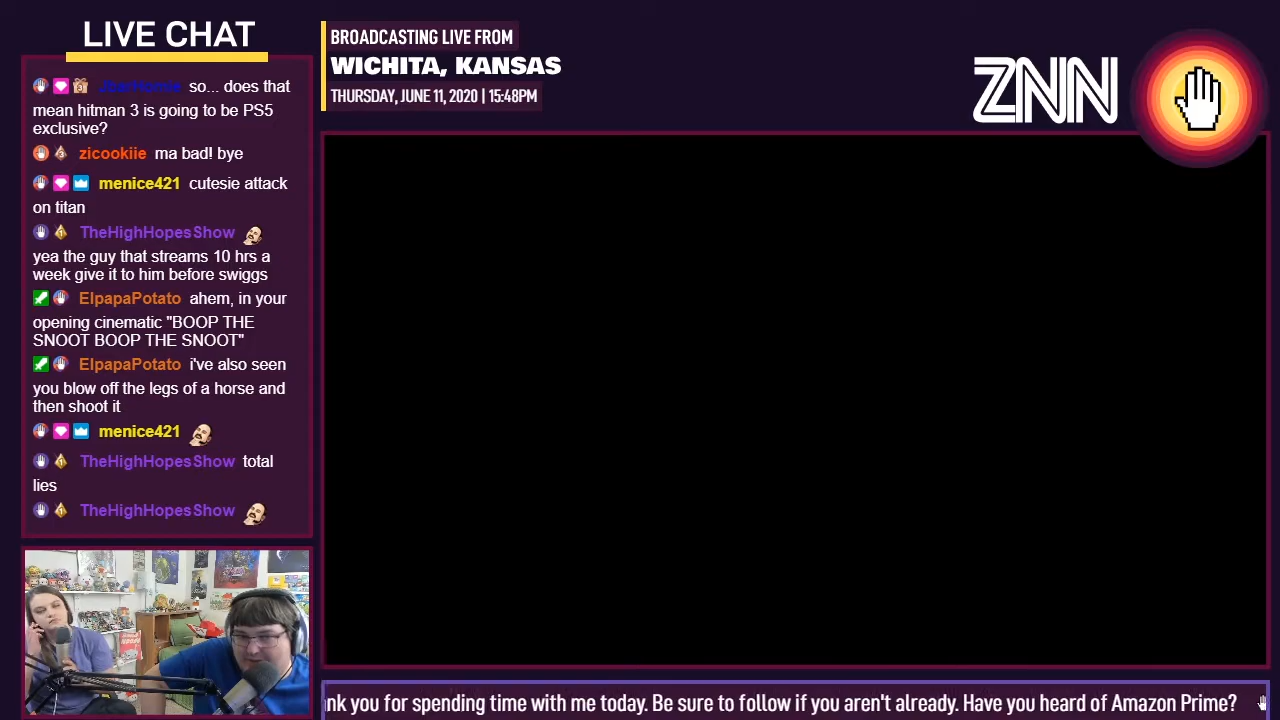 LIVE CHAT
JbarHomie so... does that
mean hitman 3 is going to be PS5
exclusive?
zicookiie ma bad! bye
menice421 cutesie attack
on titan
TheHighHopesShow
yea the guy that streams 10 hrs a
week give it to him before swiggs
ElpapaPotato ahem, in your
opening cinematic "BOOP THE
SNOOT BOOP THE SNOOT"
ElpapaPotato i've also seen
you blow off the legs of a horse and
then shoot it
menice421
TheHighHopesShow total
lies
TheHighHopesShow
BROADCASTING LIVE FROM
WICHITA, KANSAS
THURSDAY, JUNE 11, 2020 | 15:48PM
ZNN
nk you for spending time with me today. Be sure to follow if you aren't already. Have you heard of Amazon Prime?